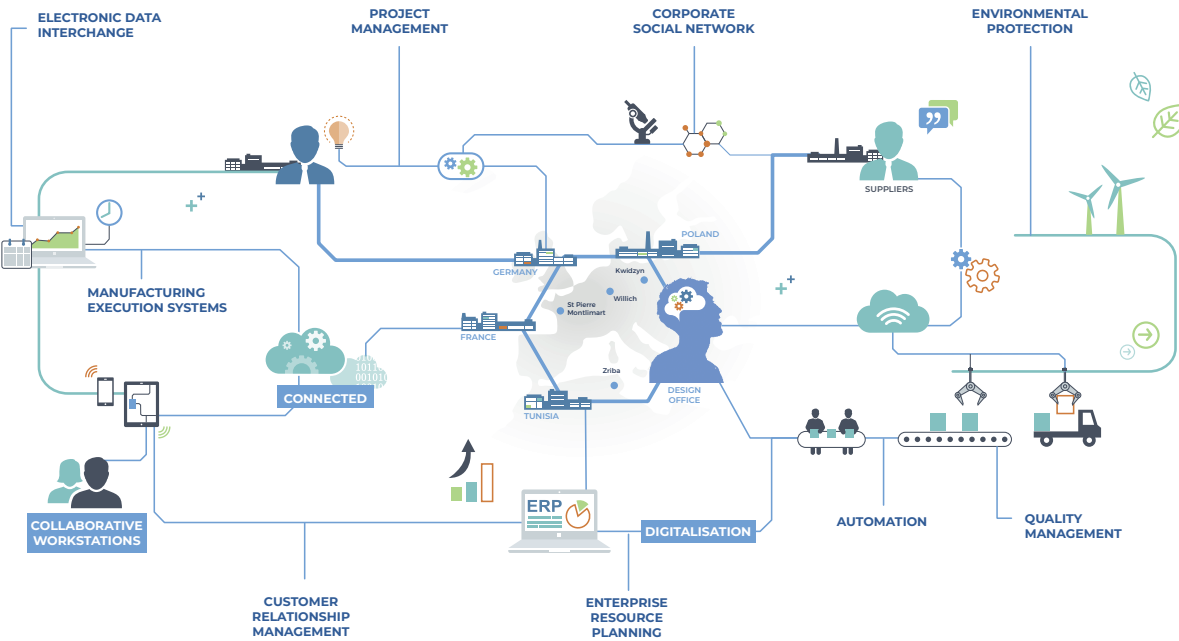 ELECTRONIC DATA
INTERCHANGE
PROJECT
MANAGEMENT
CORPORATE
SOCIAL NETWORK
ENVIRONMENTAL
PROTECTION
SUPPLIERS
POLAND
GERMANY
Kwidzyn
Willich
St Pierre
Montlimart
MANUFACTURING
EXECUTION SYSTEMS
FRANCE
Zriba
CONNECTED
DESIGN
OFFICE
TUNISIA
ERP
COLLABORATIVE
WORKSTATIONS
DIGITALISATION
AUTOMATION
QUALITY
MANAGEMENT
CUSTOMER
RELATIONSHIP
MANAGEMENT
ENTERPRISE
RESOURCE
PLANNING